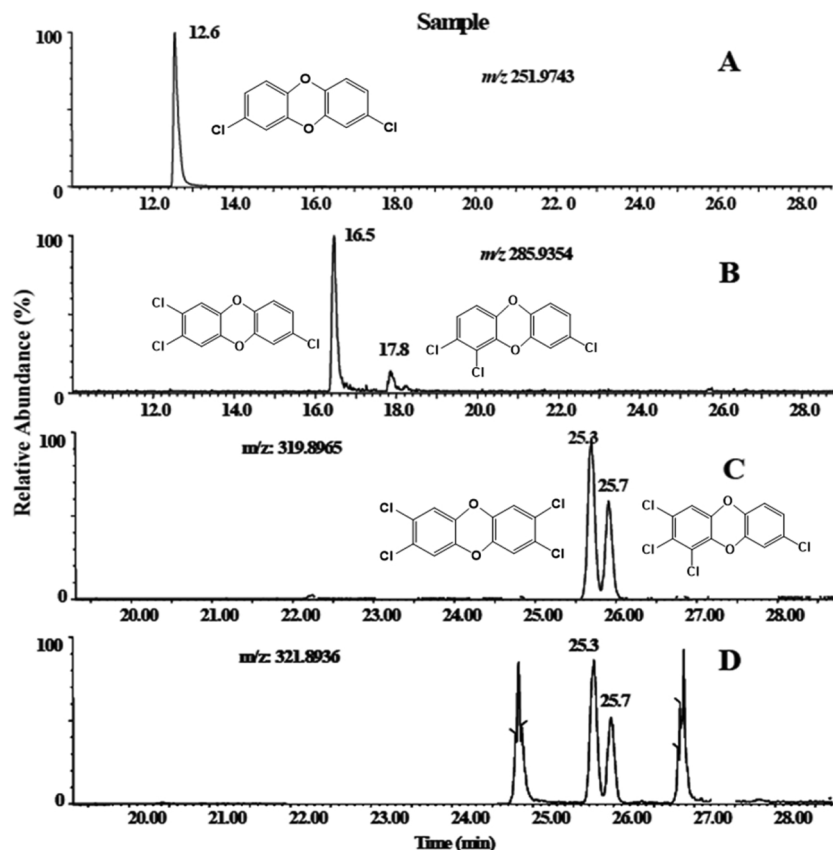 Sample
100
12.6
A
m/z 251.9743
O
O
Cl
Cl
0
12.0 14.0 16.0 18.0 20.0 22. 0 24.0 26.0 28.0
100
16.5
B
m/z 285.9354
Cl
Cl
O
O
Cl
17.8
O
O
Cl
Cl
Cl
0
12.0 14.0 16.0 18.0 20.0 22.0 24.0 26.0 28.0
Relative Abundance (%)
100
m/z: 319.8965
25.3
25.7
C
Cl
Cl
O
O
Cl
Cl
Cl
Cl
Cl
O
O
Cl
0
20.00 21.00 22.00 23.00 24.00 25.00 26.00 27.00 28.00
100
m/z: 321.8936
25.3
25.7
D
0
20.00 21.00 22.00 23.00 24.00 25.00 26.00 27.00 28.00
Time (min)